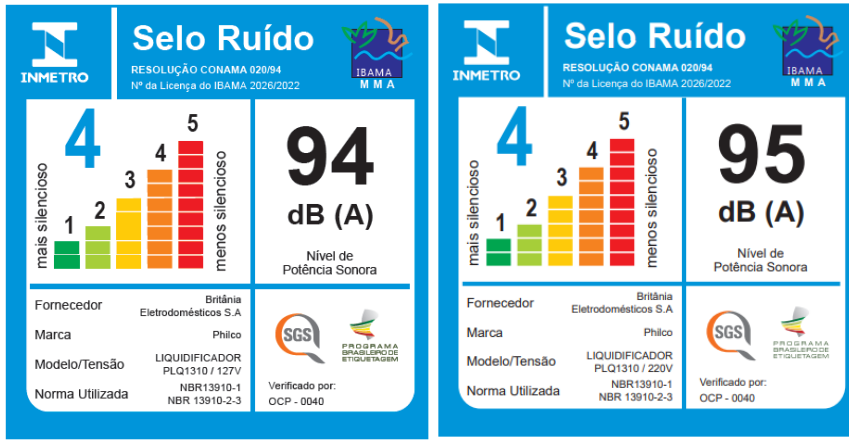 INMETRO
Selo Ruído
RESOLUÇÃO CONAMA 020/94
Nº da Licença do IBAMA 2026/2022
IBAMA
M M A
4
mais silencioso
1
2
3
4
5
menos silencioso
94
dB (A)
Nível de
Potência Sonora
Fornecedor
Britânia
Eletrodomésticos S.A
Marca
Philco
Modelo/Tensão
LIQUIDIFICADOR
PLQ1310 / 127V
Norma Utilizada
NBR13910-1
NBR 13910-2-3
SGS
PROGRAMA
BRASILEIRO DE
ETIQUETAGEM
Verificado por:
OCP - 0040
INMETRO
Selo Ruído
RESOLUÇÃO CONAMA 020/94
Nº da Licença do IBAMA 2026/2022
IBAMA
M M A
4
mais silencioso
1
2
3
4
5
menos silencioso
95
dB (A)
Nível de
Potência Sonora
Fornecedor
Britânia
Eletrodomésticos S.A
Marca
Philco
Modelo/Tensão
LIQUIDIFICADOR
PLQ1310 / 220V
Norma Utilizada
NBR13910-1
NBR 13910-2-3
SGS
PROGRAMA
BRASILEIRO DE
ETIQUETAGEM
Verificado por:
OCP - 0040